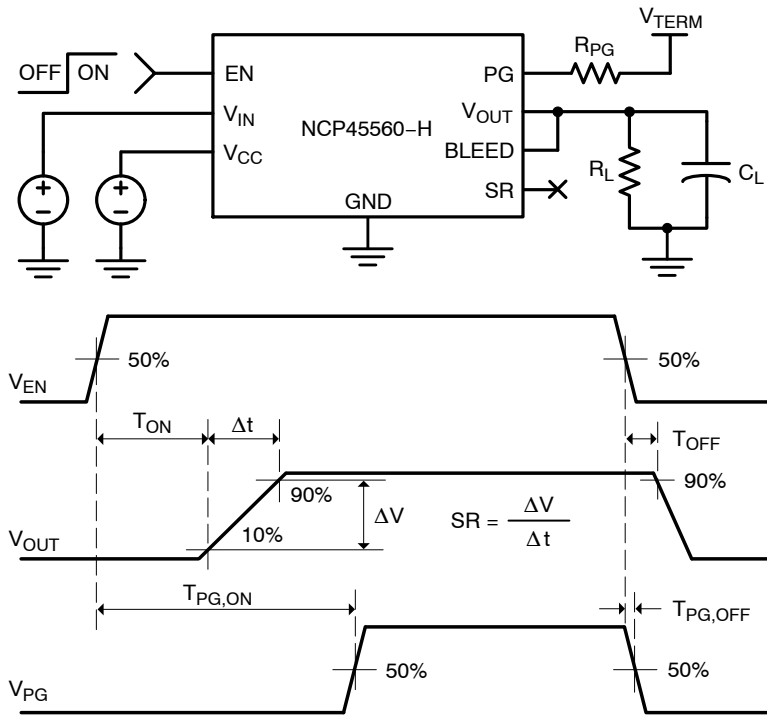 V_TERM
R_PG
OFF ON
EN
PG
V_IN
V_OUT
NCP45560−H
V_CC
BLEED
R_L
C_L
SR
GND
50%
50%
V_EN
T_ON
Δt
T_OFF
90%
90%
ΔV
SR = ΔV
Δt
10%
V_OUT
T_PG,ON
T_PG,OFF
50%
50%
V_PG